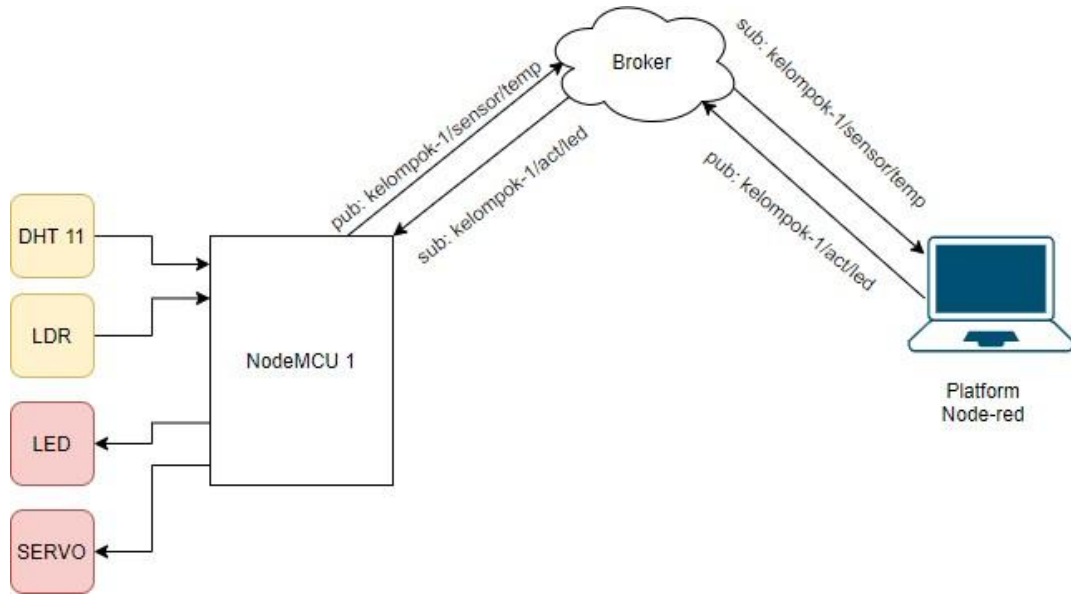 Broker
pub: kelompok-1/sensor/temp
sub: kelompok-1/act/led
sub: kelompok-1/sensor/temp
pub: kelompok-1/act/led
DHT 11
LDR
NodeMCU 1
LED
SERVO
Platform
Node-red